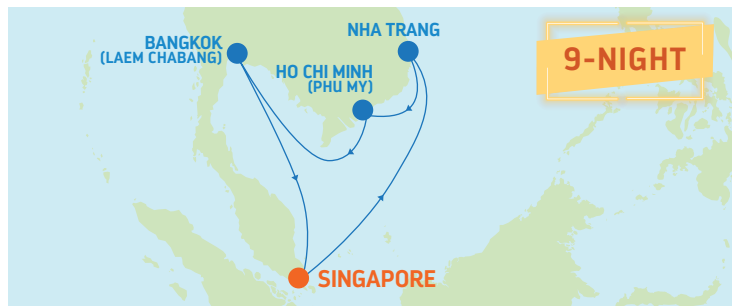 BANGKOK
(LAEM CHABANG)
NHA TRANG
HO CHI MINH
(PHU MY)
9-NIGHT
SINGAPORE